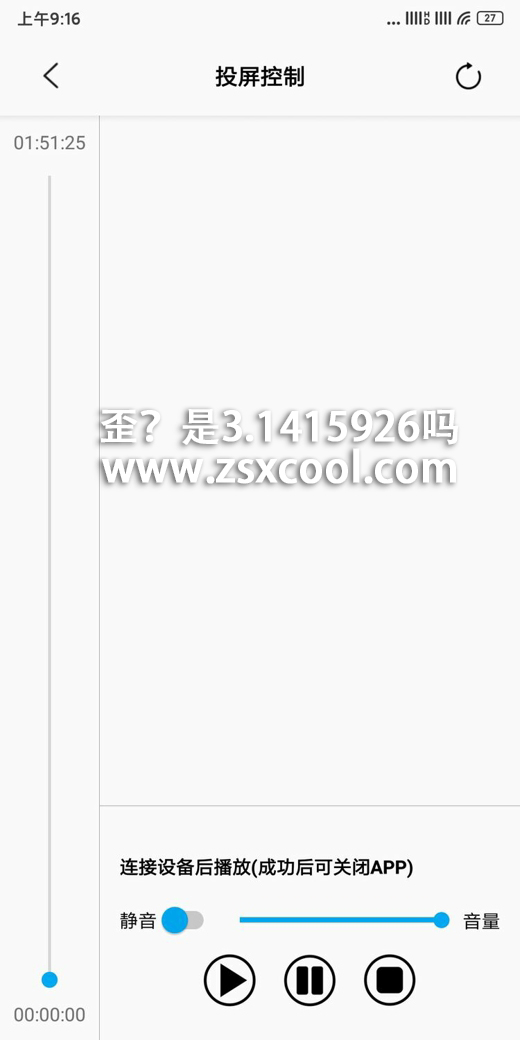 上午9:16
... HD 27
投屏控制
01:51:25
歪？是3.1415926吗
www.zsxcool.com
连接设备后播放(成功后可关闭APP)
静音
音量
00:00:00